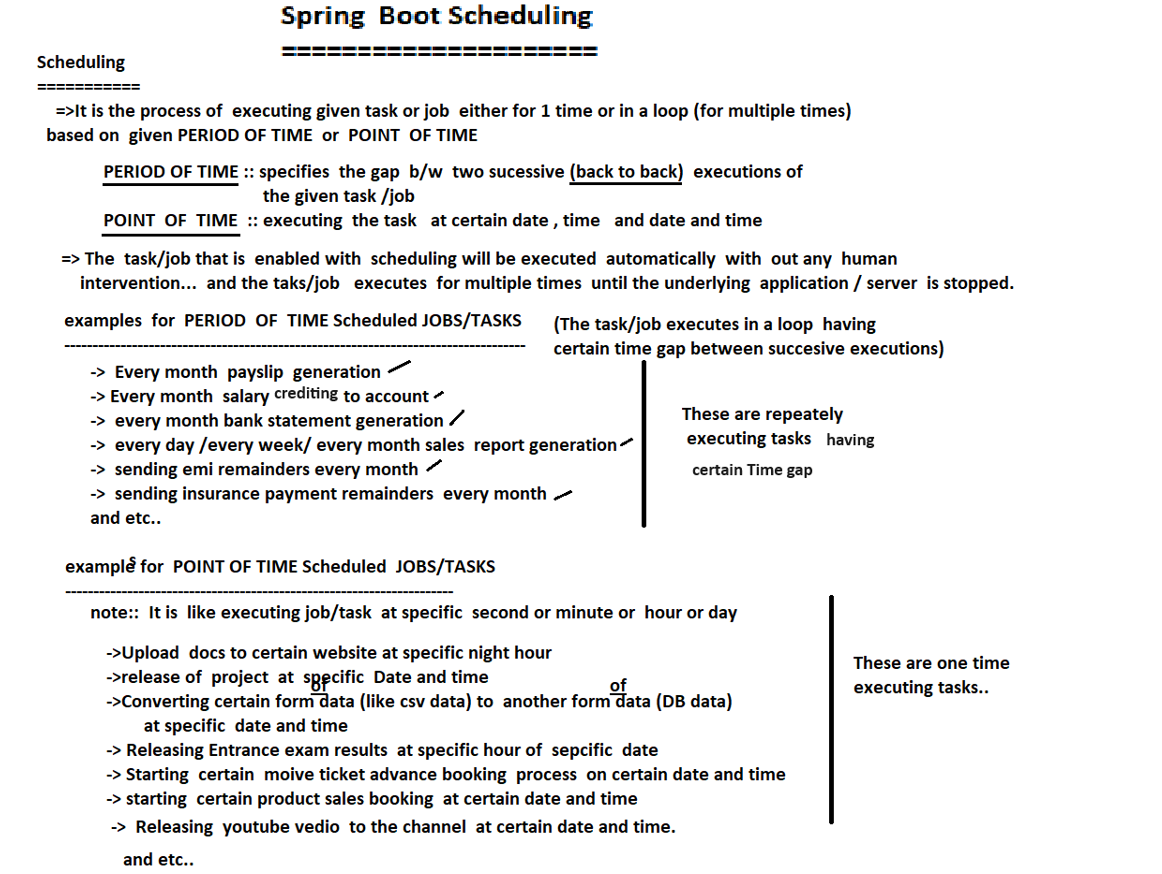 Spring Boot Scheduling
=====================
Scheduling
===========
=>It is the process of executing given task or job either for 1 time or in a loop (for multiple times)
based on given PERIOD OF TIME or POINT OF TIME
PERIOD OF TIME :: specifies the gap b/w two sucessive (back to back) executions of
the given task /job
POINT OF TIME :: executing the task at certain date , time and date and time
=> The task/job that is enabled with scheduling will be executed automatically with out any human
intervention... and the taks/job executes for multiple times until the underlying application / server is stopped.
examples for PERIOD OF TIME Scheduled JOBS/TASKS
(The task/job executes in a loop having
certain time gap between succesive executions)
-> Every month payslip generation
-> Every month salary crediting to account
-> every month bank statement generation
-> every day /every week/ every month sales report generation
-> sending emi remainders every month
-> sending insurance payment remainders every month
and etc..
These are repeately
executing tasks having
certain Time gap
examples for POINT OF TIME Scheduled JOBS/TASKS
note:: It is like executing job/task at specific second or minute or hour or day
->Upload docs to certain website at specific night hour
->release of project at specific Date and time
->Converting certain form of data (like csv data) to another form of data (DB data)
at specific date and time
-> Releasing Entrance exam results at specific hour of sepcific date
-> Starting certain moive ticket advance booking process on certain date and time
-> starting certain product sales booking at certain date and time
-> Releasing youtube vedio to the channel at certain date and time.
and etc..
These are one time
executing tasks..